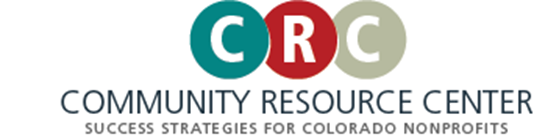 CRC
COMMUNITY RESOURCE CENTER
SUCCESS STRATEGIES FOR COLORADO NONPROFITS